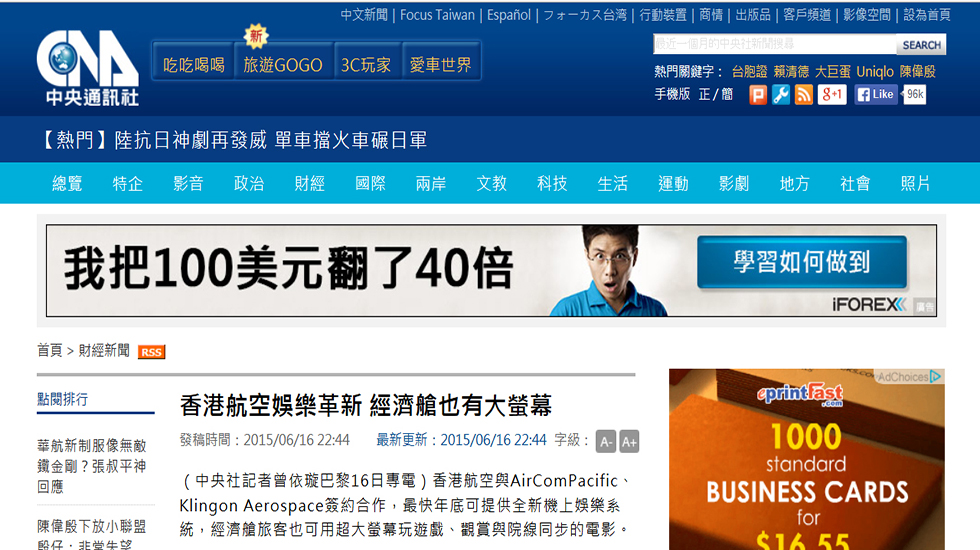 中文新聞 | Focus Taiwan | Español | フォーカス台湾 | 行動裝置 | 商情 | 出版品 | 客戶頻道 | 影像空間 | 設為首頁
CNA
中央通訊社
新
吃吃喝喝 旅遊GOGO 3C玩家 愛車世界
最近一個月的中央社新聞搜尋 SEARCH
熱門關鍵字： 台胞證 賴清德 大巨蛋 Uniqlo 陳偉殷
手機版 正 / 簡 g+1 Like 96k
【熱門】陸抗日神劇再發威 單車擋火車碾日軍
總覽 特企 影音 政治 財經 國際 兩岸 文教 科技 生活 運動 影劇 地方 社會 照片
我把100美元翻了40倍
學習如何做到
iFOREX
廣告
首頁 > 財經新聞 RSS
點閱排行
華航新制服像無敵
鐵金剛？張叔平神
回應
陳偉殷下放小聯盟
殷仔：非常失望
香港航空娛樂革新 經濟艙也有大螢幕
發稿時間：2015/06/16 22:44 最新更新：2015/06/16 22:44 字級： A- A+
（中央社記者曾依璇巴黎16日專電）香港航空與AirComPacific、
Klingon Aerospace簽約合作，最快年底可提供全新機上娛樂系
統，經濟艙旅客也可用超大螢幕玩遊戲、觀賞與院線同步的電影。
AdChoices
eprintfast
.com
1000
standard
BUSINESS CARDS
for
$16.55